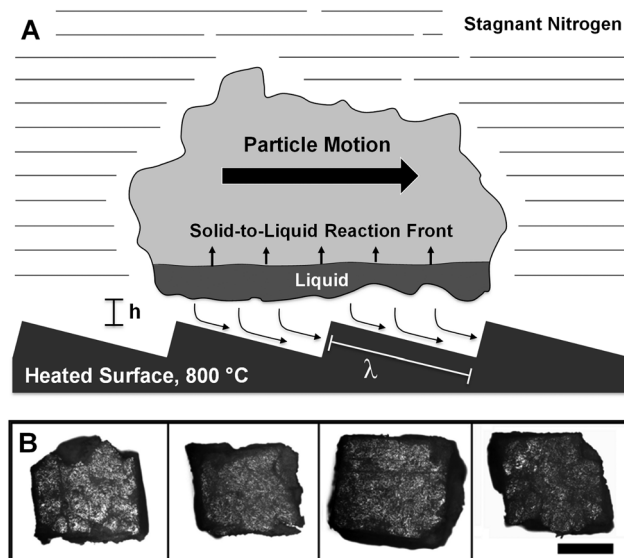 A
Stagnant Nitrogen
Particle Motion
Solid-to-Liquid Reaction Front
Liquid
h
λ
Heated Surface, 800 °C
B